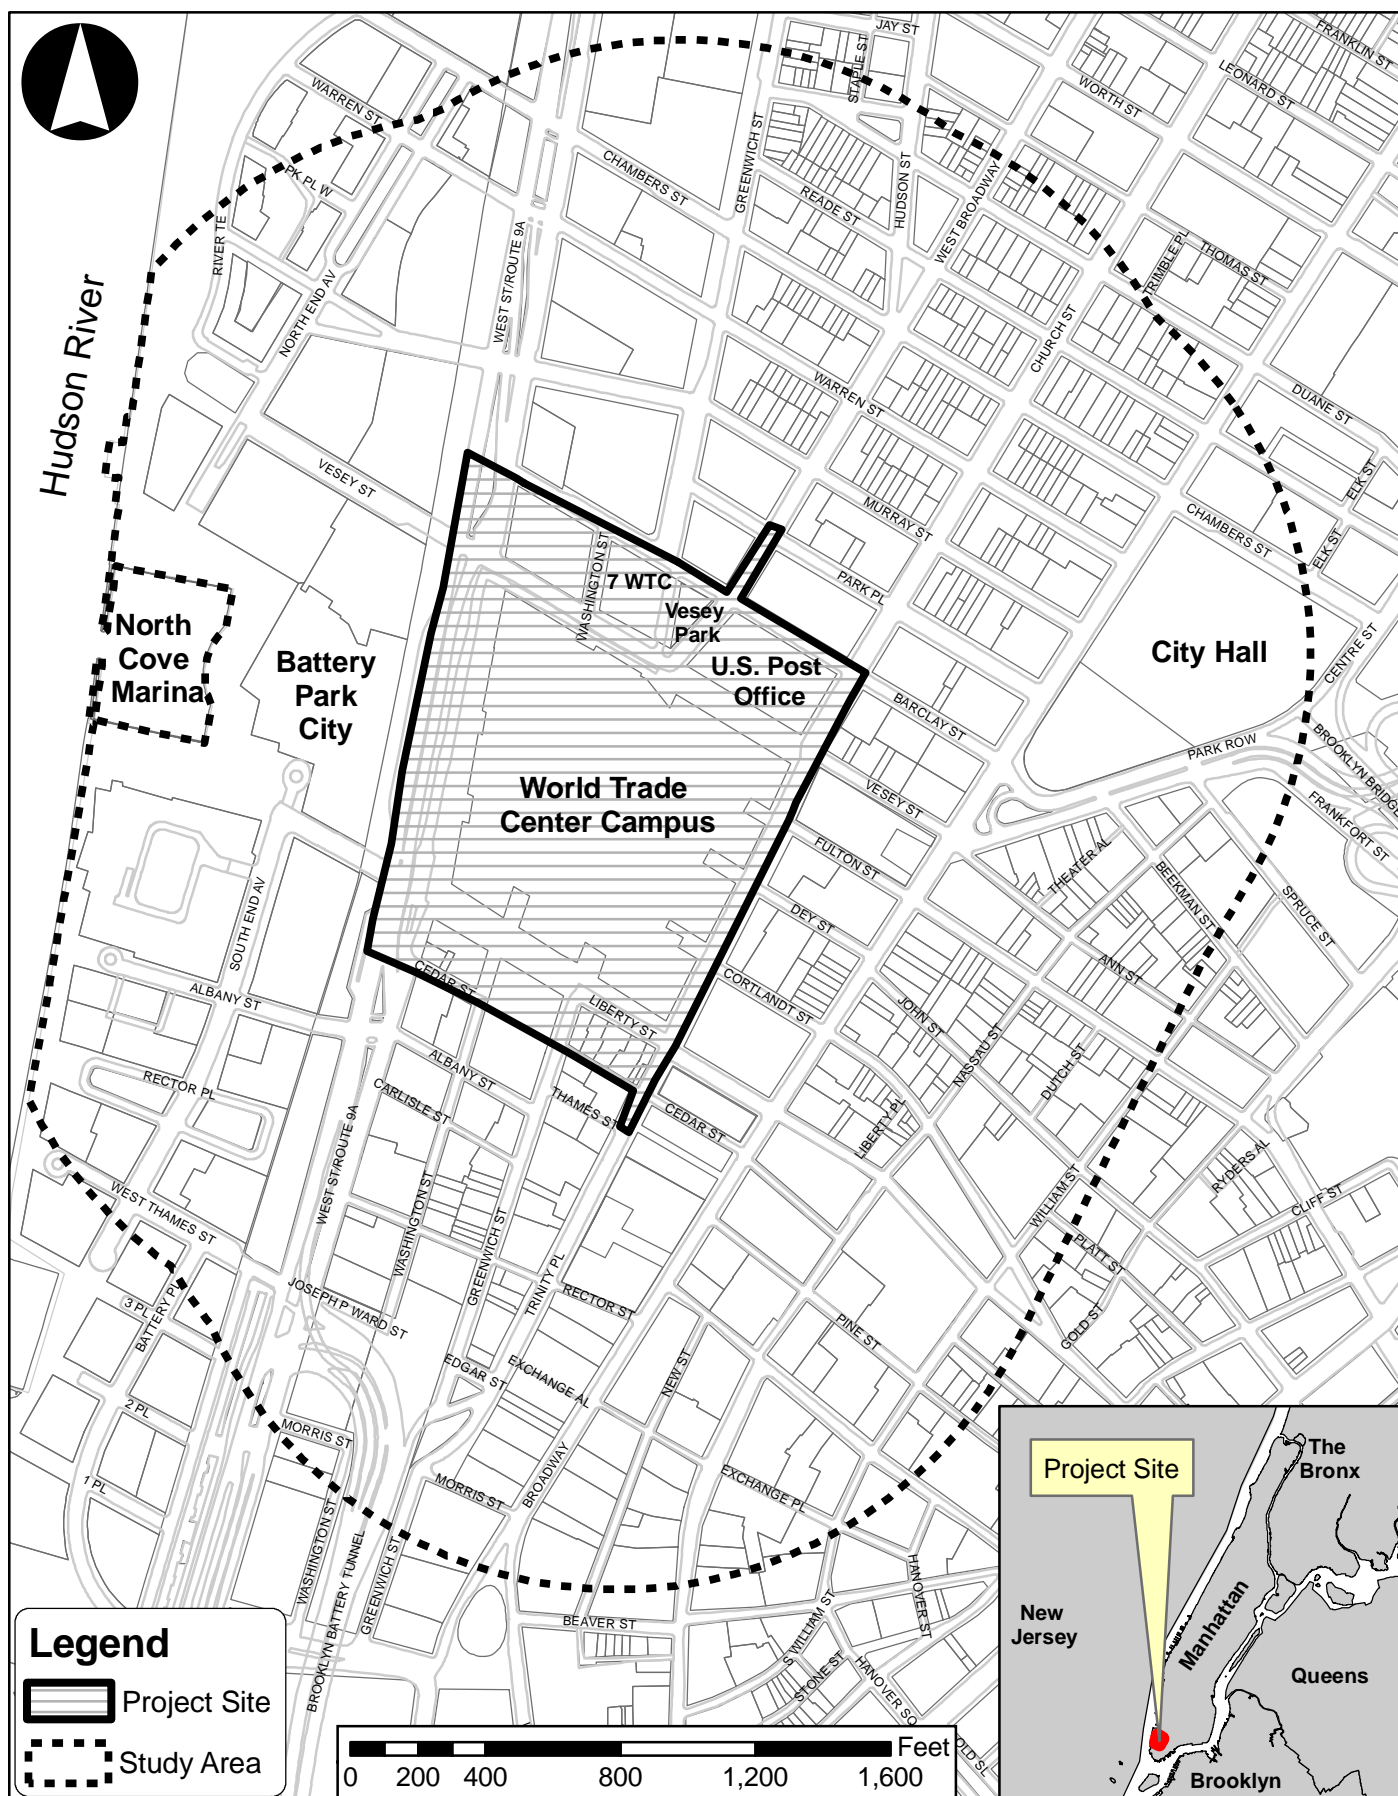 JAY ST
STAPLE ST
FRANKLIN ST
LEONARD ST
WORTH ST
WARREN ST
CHAMBERS ST
GREENWICH ST
READE ST
HUDSON ST
WEST BROADWAY
TRIMBLE PL
THOMAS ST
PK PL W
RIVER TE
NORTH END AV
WEST ST/ROUTE 9A
Hudson River
CHURCH ST
WARREN ST
DUANE ST
ELK ST
VESEY ST
MURRAY ST
CHAMBERS ST
ELK ST
WASHINGTON ST
7 WTC
PARK PL
Vesey
Park
U.S. Post
Office
North
Cove
Marina
Battery
Park
City
City Hall
CENTRE ST
BARCLAY ST
PARK ROW
BROOKLYN BRIDGE
World Trade
Center Campus
VESEY ST
FRANKFORT ST
FULTON ST
THEATER AL
BEEKMAN ST
SPRUCE ST
SOUTH END AV
DEY ST
ANN ST
CEDAR ST
ALBANY ST
LIBERTY ST
CORTLANDT ST
JOHN ST
NASSAU ST
DUTCH ST
RECTOR PL
ALBANY ST
CARLISLE ST
THAMES ST
CEDAR ST
LIBERTY PL
RYDERS AL
CLIFF ST
WEST ST/ROUTE 9A
WASHINGTON ST
GREENWICH ST
WILLIAM ST
PLATT ST
WEST THAMES ST
TRINITY PL
RECTOR ST
JOSEPH P WARD ST
3 PL
BATTERY PL
PINE ST
GOLD ST
EDGAR ST
EXCHANGE AL
NEW ST
2 PL
MORRIS ST
1 PL
MORRIS ST
BROADWAY
EXCHANGE PL
WASHINGTON ST
BROOKLYN BATTERY TUNNEL
GREENWICH ST
HANOVER ST
BEAVER ST
S WILLIAM ST
STONE ST
HANOVER SQ
OLD SL
Legend
Project Site
Study Area
Feet
0 200 400 800 1,200 1,600
Project Site
The
Bronx
Manhattan
New
Jersey
Queens
Brooklyn